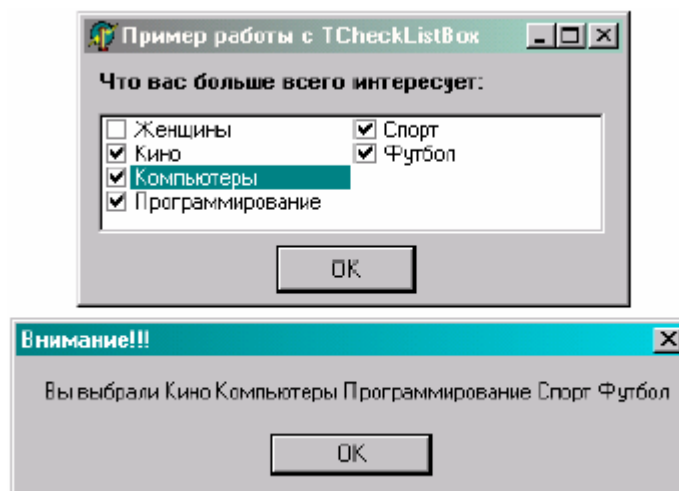 Пример работы с TCheckListBox
Что вас больше всего интересует:
Женщины
Кино
Компьютеры
Программирование
Спорт
Футбол
OK
Внимание!!!
Вы выбрали Кино Компьютеры Программирование Спорт Футбол
OK